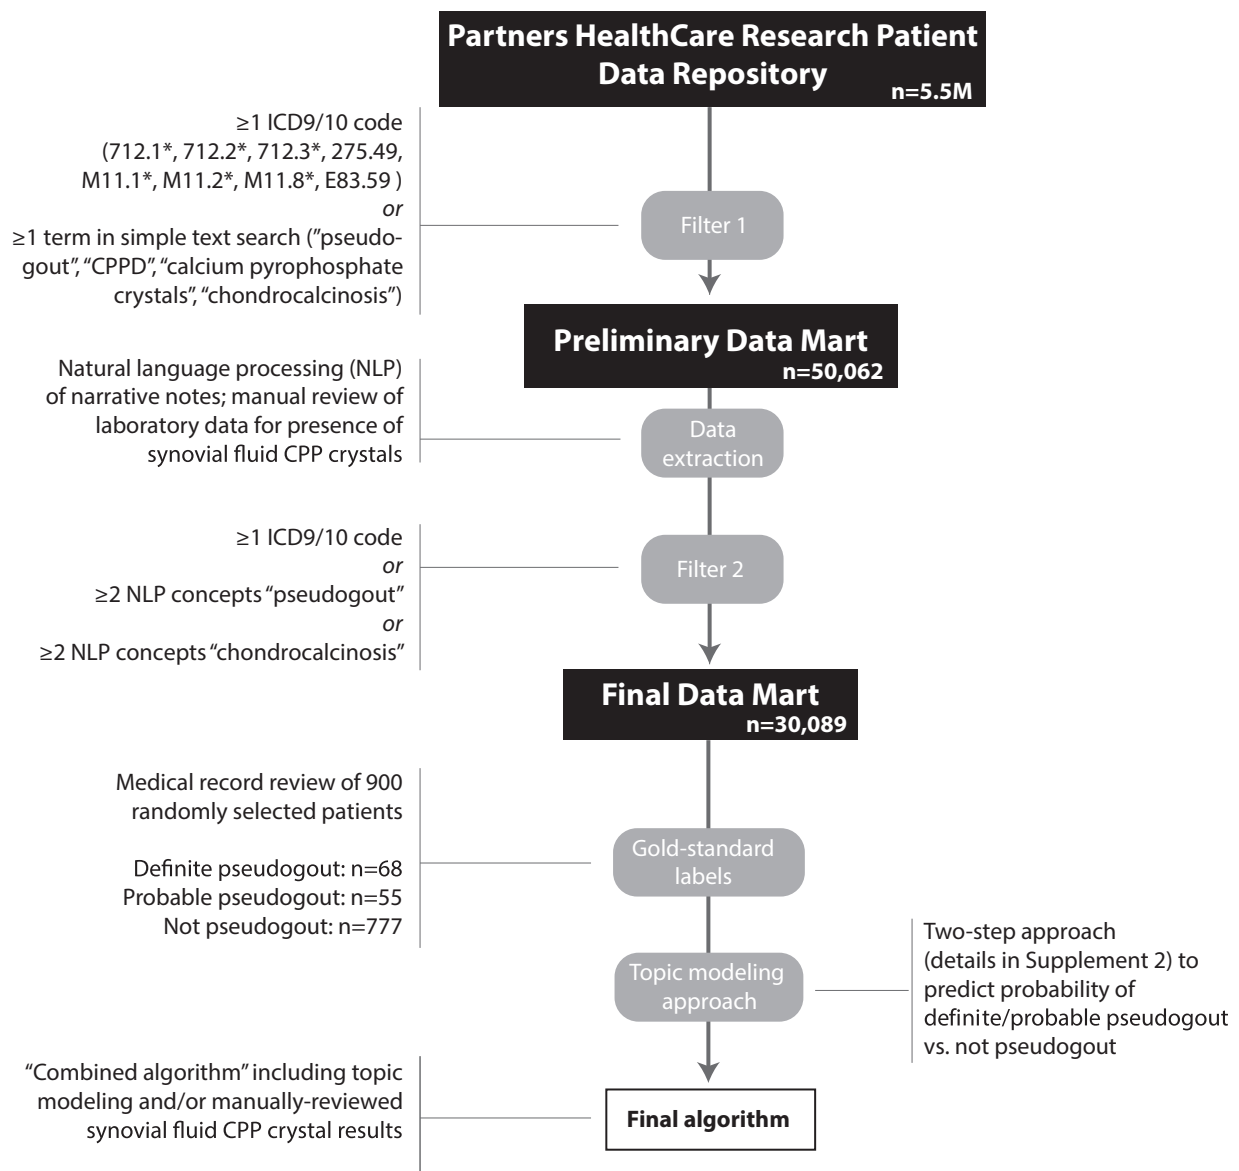 Partners HealthCare Research Patient
Data Repository
n=5.5M
≥1 ICD9/10 code
(712.1*, 712.2*, 712.3*, 275.49,
M11.1*, M11.2*, M11.8*, E83.59 )
or
≥1 term in simple text search ("pseudo-
gout", "CPPD", "calcium pyrophosphate
crystals", "chondrocalcinosis")
Filter 1
Preliminary Data Mart
n=50,062
Natural language processing (NLP)
of narrative notes; manual review of
laboratory data for presence of
synovial fluid CPP crystals
Data
extraction
≥1 ICD9/10 code
or
≥2 NLP concepts "pseudogout"
or
≥2 NLP concepts "chondrocalcinosis"
Filter 2
Final Data Mart
n=30,089
Medical record review of 900
randomly selected patients
Definite pseudogout: n=68
Probable pseudogout: n=55
Not pseudogout: n=777
Gold-standard
labels
Topic modeling
approach
Two-step approach
(details in Supplement 2) to
predict probability of
definite/probable pseudogout
vs. not pseudogout
"Combined algorithm" including topic
modeling and/or manually-reviewed
synovial fluid CPP crystal results
Final algorithm